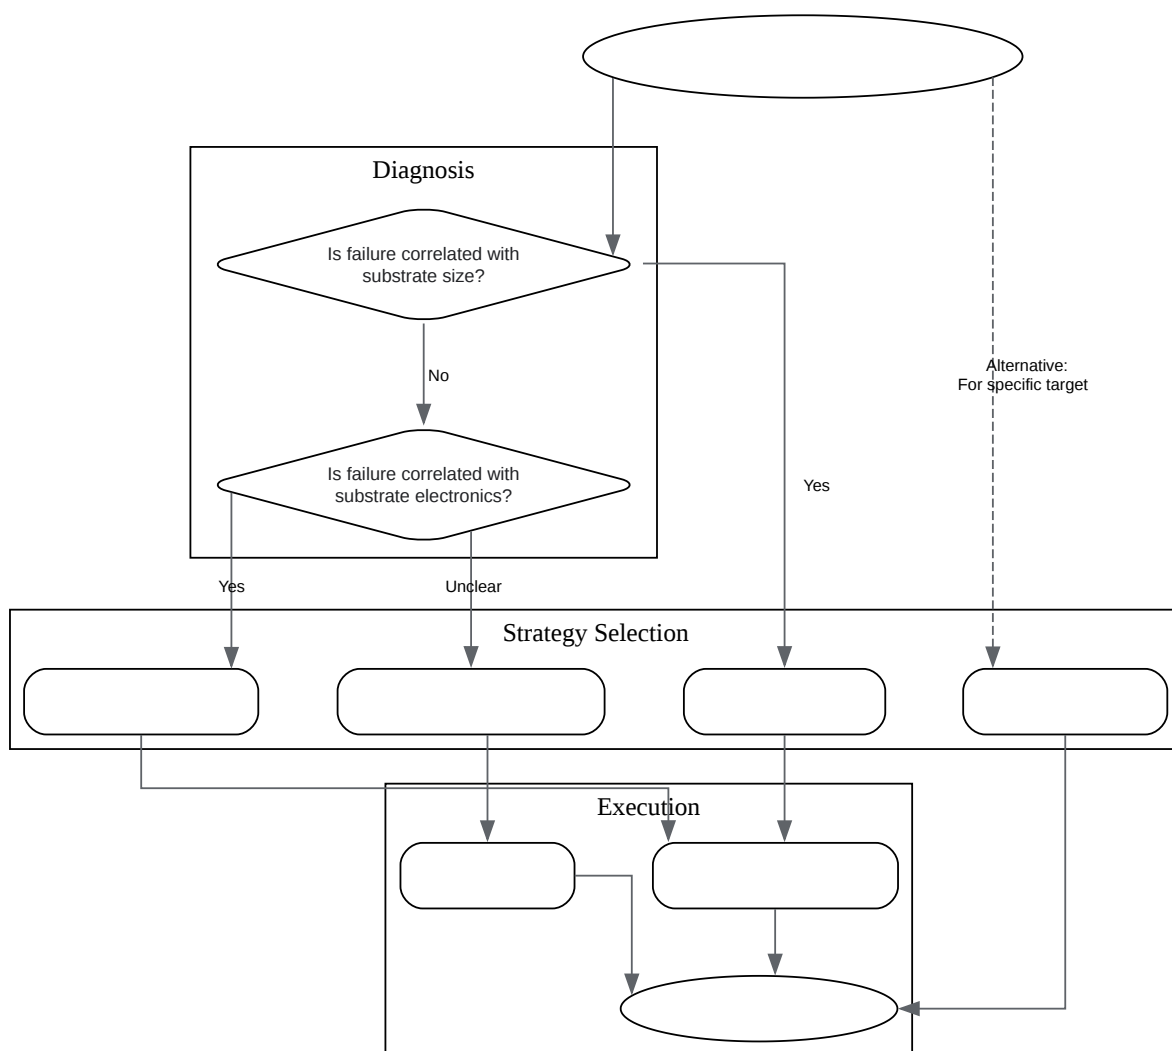 Diagnosis
Is failure correlated with
substrate size?
No
Alternative:
For specific target
Is failure correlated with
substrate electronics?
Yes
Yes
Unclear
Strategy Selection
Execution